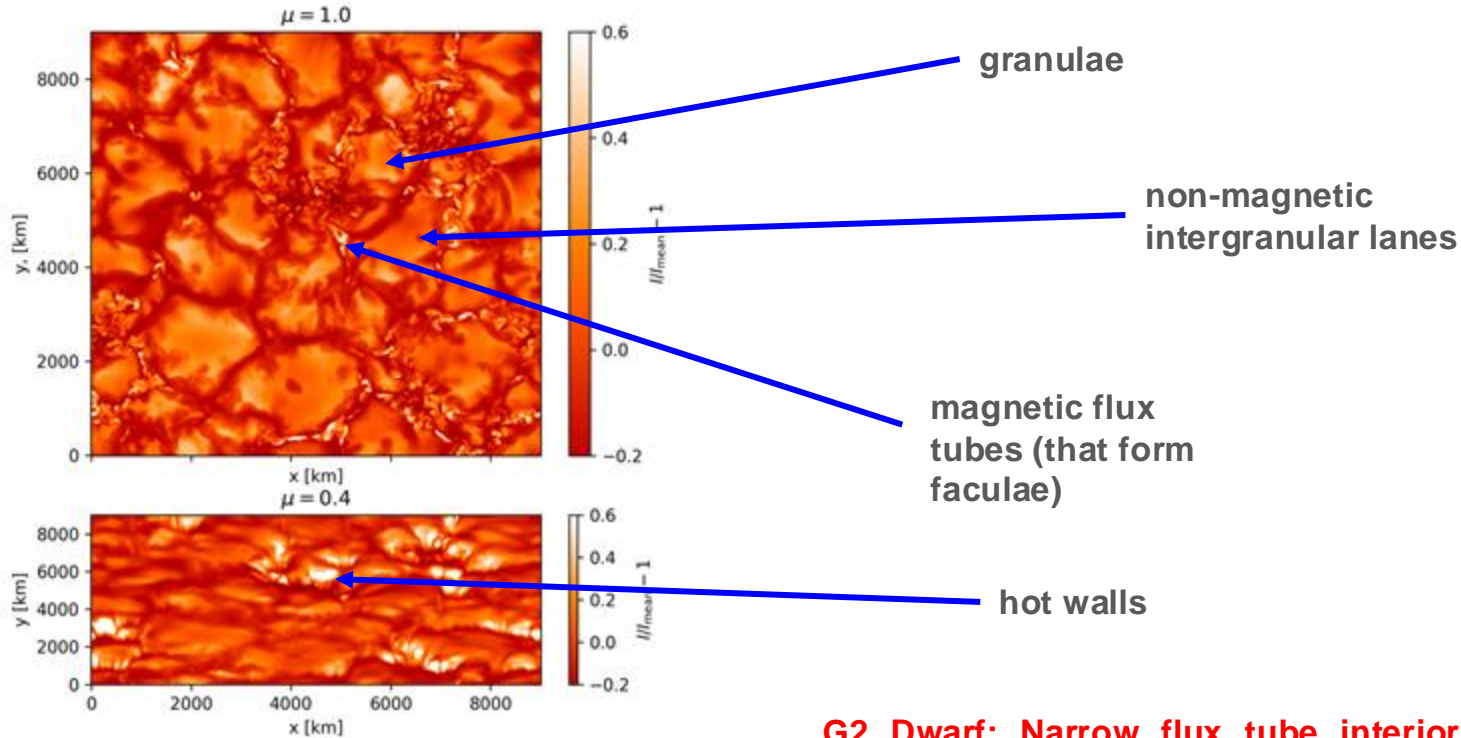 μ = 1.0
0.6
granulae
8000
0.4
non-magnetic
intergranular lanes
6000
y, [km]
0.2
I/Imean − 1
4000
0.0
2000
magnetic flux
tubes (that form
faculae)
0
−0.2
x [km]
μ = 0.4
0.6
8000
0.4
6000
y [km]
hot walls
4000
0.2
I/Imean − 1
2000
0.0
0
−0.2
0 2000 4000 6000 8000
x [km]
G2 Dwarf: Narrow flux tube interior